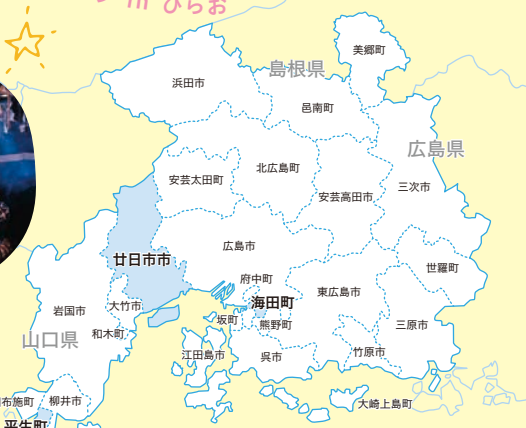 ひらお
美郷町
島根県
浜田市
邑南町
広島県
北広島町
安芸太田町
安芸高田市
三次市
広島市
廿日市市
世羅町
府中町
東広島市
海田町
大竹市
岩国市
坂町
熊野町
三原市
和木町
山口県
江田島市
呉市
竹原市
布施町
柳井市
大崎上島町
平生町